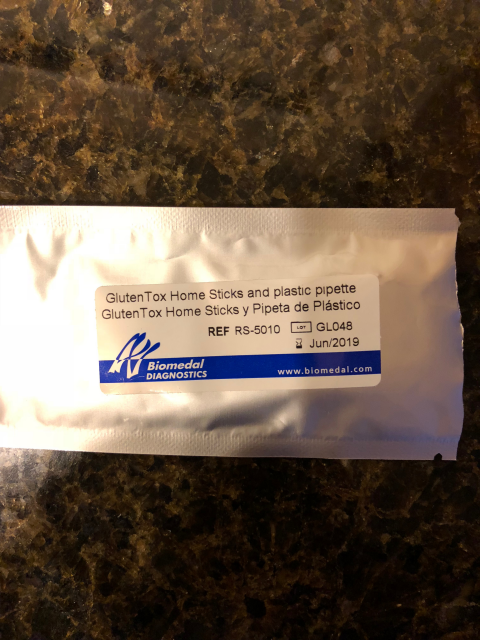 GlutenTox Home Sticks and plastic pipette
GlutenTox Home Sticks y Pipeta de Plástico
REF RS-5010 LOT GL048
Jun/2019
Biomedal
DIAGNOSTICS
www.biomedal.com